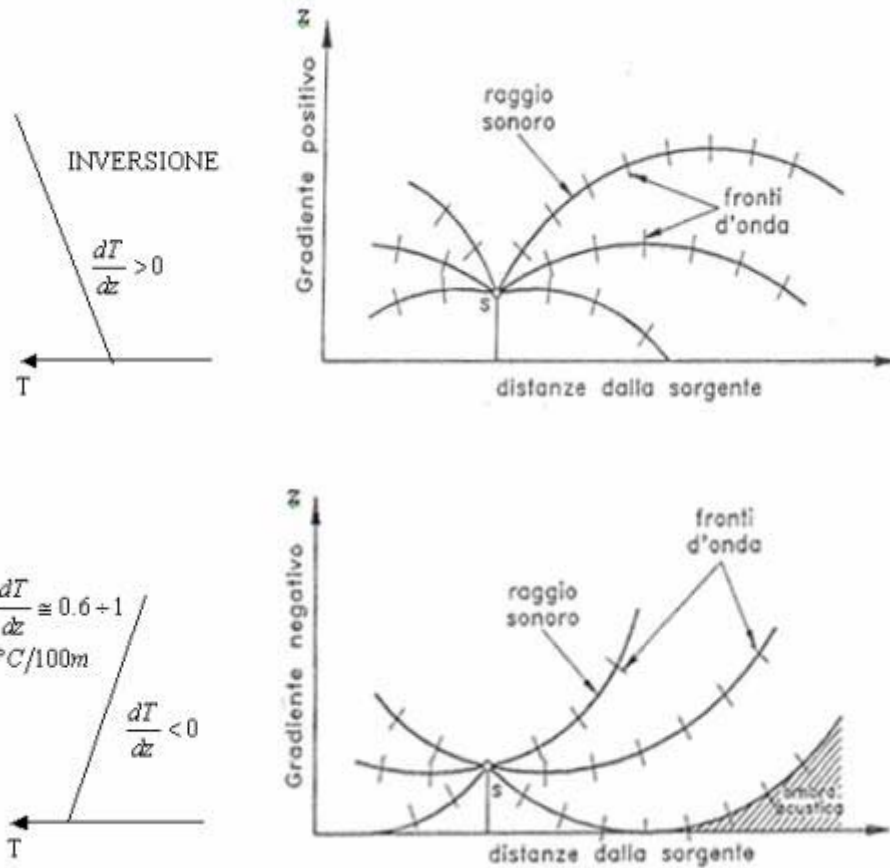 z
Gradiente positivo
raggio
sonoro
INVERSIONE
fronti
d'onda
dT/dz > 0
S
T
distanze dalla sorgente
z
Gradiente negativo
fronti
d'onda
dT/dz ≅ 0.6 ÷ 1
°C/100m
raggio
sonoro
dT/dz < 0
S
ombra
acustica
T
distanze dalla sorgente